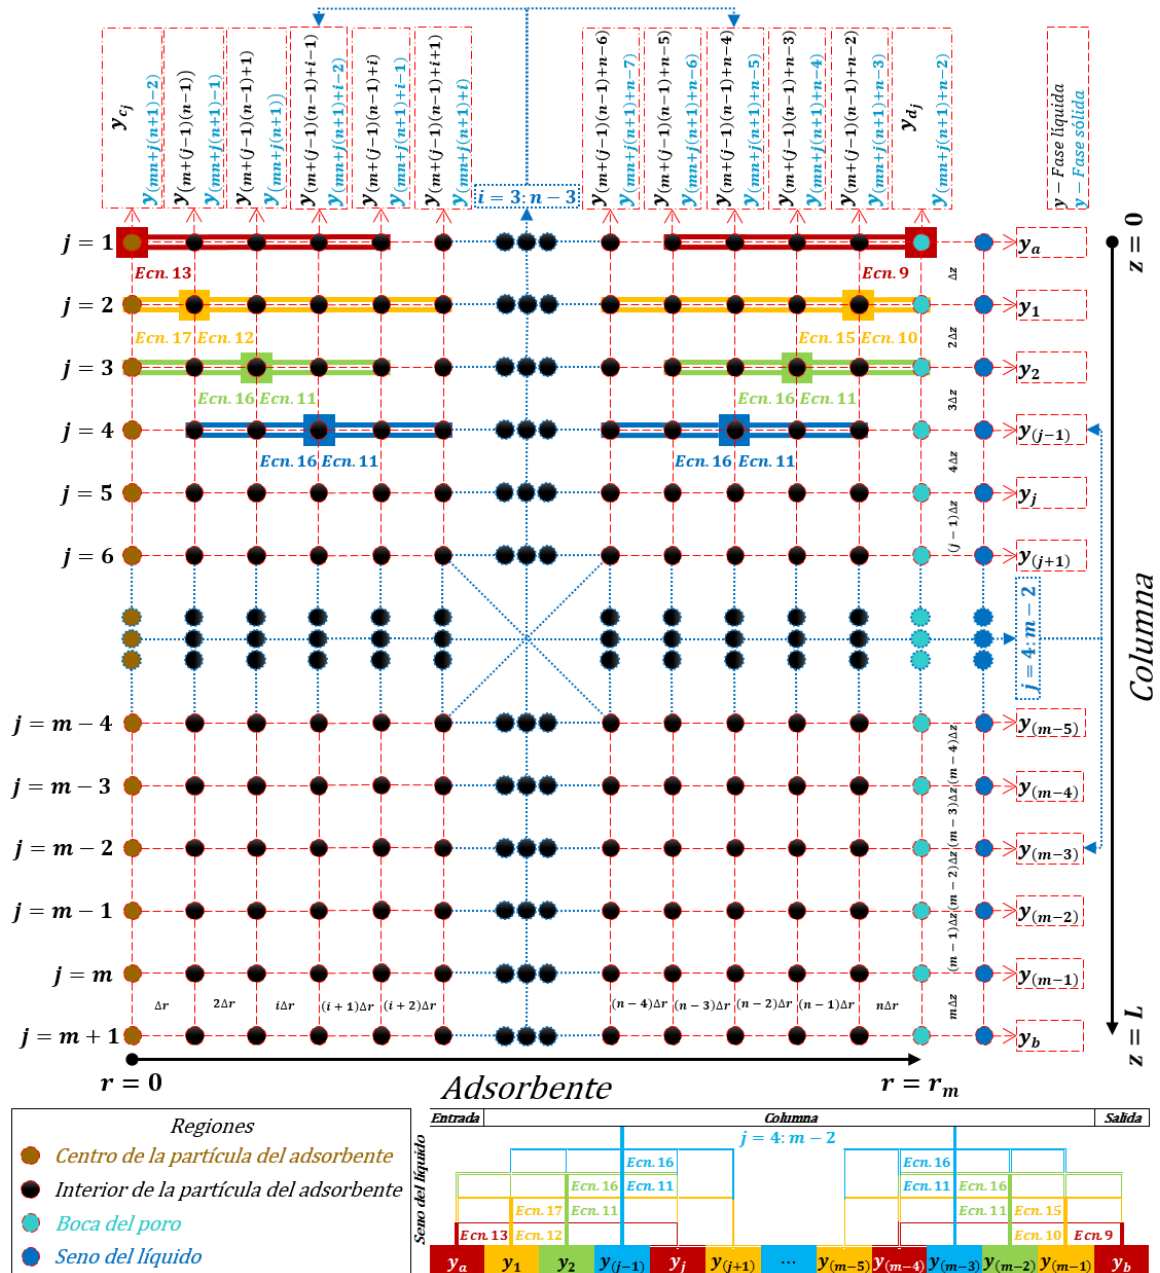 y_{c_j}
y_{(mn+j(n+1)-2)}
y_{(m+(j-1)(n-1))}
y_{(mn+j(n+1)-1)}
y_{(m+(j-1)(n-1)+1)}
y_{(mn+j(n+1))}
y_{(m+(j-1)(n-1)+i-1)}
y_{(mn+j(n+1)+i-2)}
y_{(m+(j-1)(n-1)+i)}
y_{(mn+j(n+1)+i-1)}
y_{(m+(j-1)(n-1)+i+1)}
y_{(mn+j(n+1)+i)}
y_{(m+(j-1)(n-1)+n-6)}
y_{(mn+j(n+1)+n-7)}
y_{(m+(j-1)(n-1)+n-5)}
y_{(mn+j(n+1)+n-6)}
y_{(m+(j-1)(n-1)+n-4)}
y_{(mn+j(n+1)+n-5)}
y_{(m+(j-1)(n-1)+n-3)}
y_{(mn+j(n+1)+n-4)}
y_{(m+(j-1)(n-1)+n-2)}
y_{(mn+j(n+1)+n-3)}
y_{d_j}
y_{(mn+j(n+1)+n-2)}
y – Fase líquida
y – Fase sólida
i = 3: n − 3
j = 1 y_a z = 0
Ecn. 13 Ecn. 9 Δz
j = 2 y_1
Ecn. 17 Ecn. 12 Ecn. 15 Ecn. 10 2Δz
j = 3 y_2
Ecn. 16 Ecn. 11 Ecn. 16 Ecn. 11 3Δz
j = 4 y_{(j-1)}
Ecn. 16 Ecn. 11 Ecn. 16 Ecn. 11 4Δz
j = 5 y_j
(j − 1)Δz
j = 6 y_{(j+1)}
j = 4: m − 2
Columna
j = m − 4 y_{(m-5)}
(m − 4)Δz
j = m − 3 y_{(m-4)}
(m − 3)Δz
j = m − 2 y_{(m-3)}
(m − 2)Δz
j = m − 1 y_{(m-2)}
(m − 1)Δz
j = m y_{(m-1)}
Δr 2Δr iΔr (i + 1)Δr (i + 2)Δr (n − 4)Δr (n − 3)Δr (n − 2)Δr (n − 1)Δr nΔr mΔz
j = m + 1 y_b z = L
r = 0 Adsorbente r = r_m
Regiones
Centro de la partícula del adsorbente
Interior de la partícula del adsorbente
Boca del poro
Seno del líquido
Entrada Columna Salida
Seno del líquido
j = 4: m − 2
Ecn. 16 Ecn. 16
Ecn. 16 Ecn. 11 Ecn. 11 Ecn. 16
Ecn. 17 Ecn. 11 Ecn. 11 Ecn. 15
Ecn. 13 Ecn. 12 Ecn. 10 Ecn. 9
y_a y_1 y_2 y_{(j-1)} y_j y_{(j+1)} ... y_{(m-5)} y_{(m-4)} y_{(m-3)} y_{(m-2)} y_{(m-1)} y_b